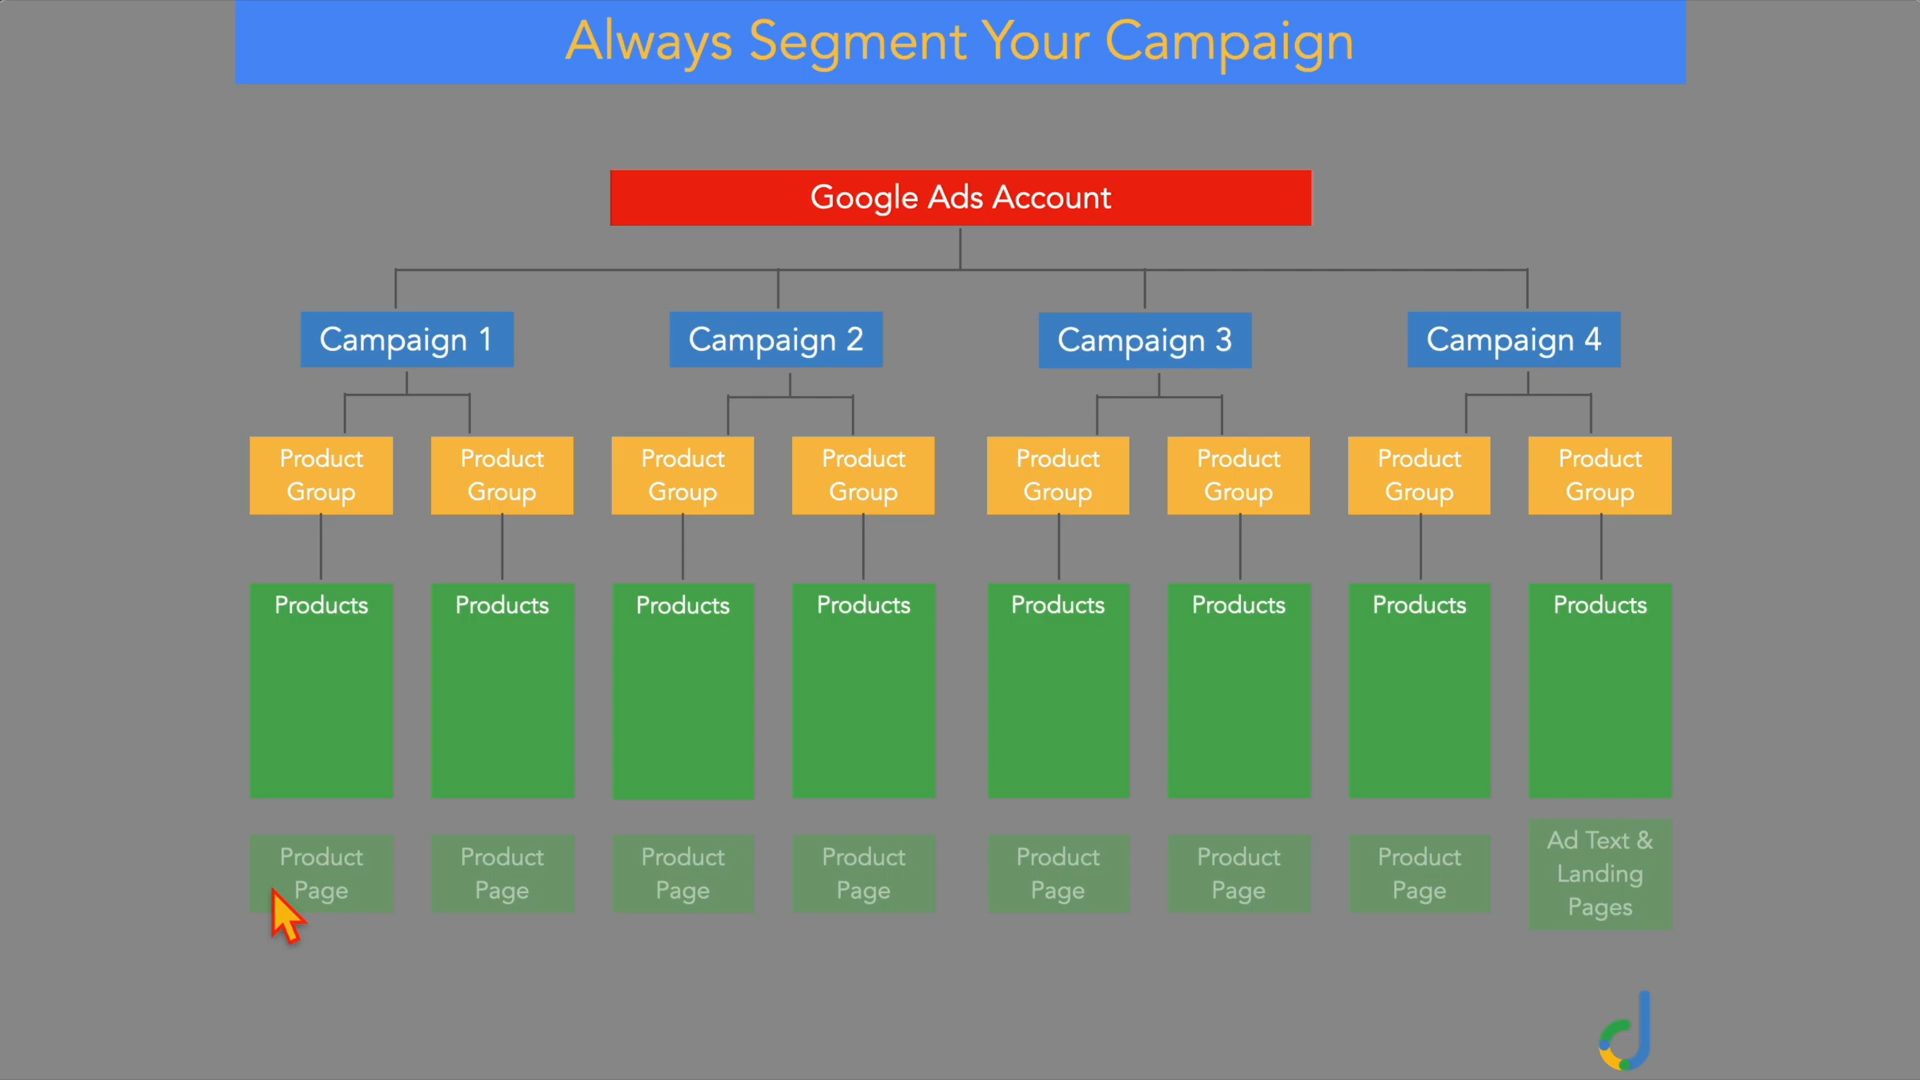 Always Segment Your Campaign
Google Ads Account
Campaign 1
Campaign 2
Campaign 3
Campaign 4
Product
Group
Product
Group
Product
Group
Product
Group
Product
Group
Product
Group
Product
Group
Product
Group
Products
Products
Products
Products
Products
Products
Products
Products
Product
Page
Product
Page
Product
Page
Product
Page
Product
Page
Product
Page
Product
Page
Ad Text &
Landing
Pages